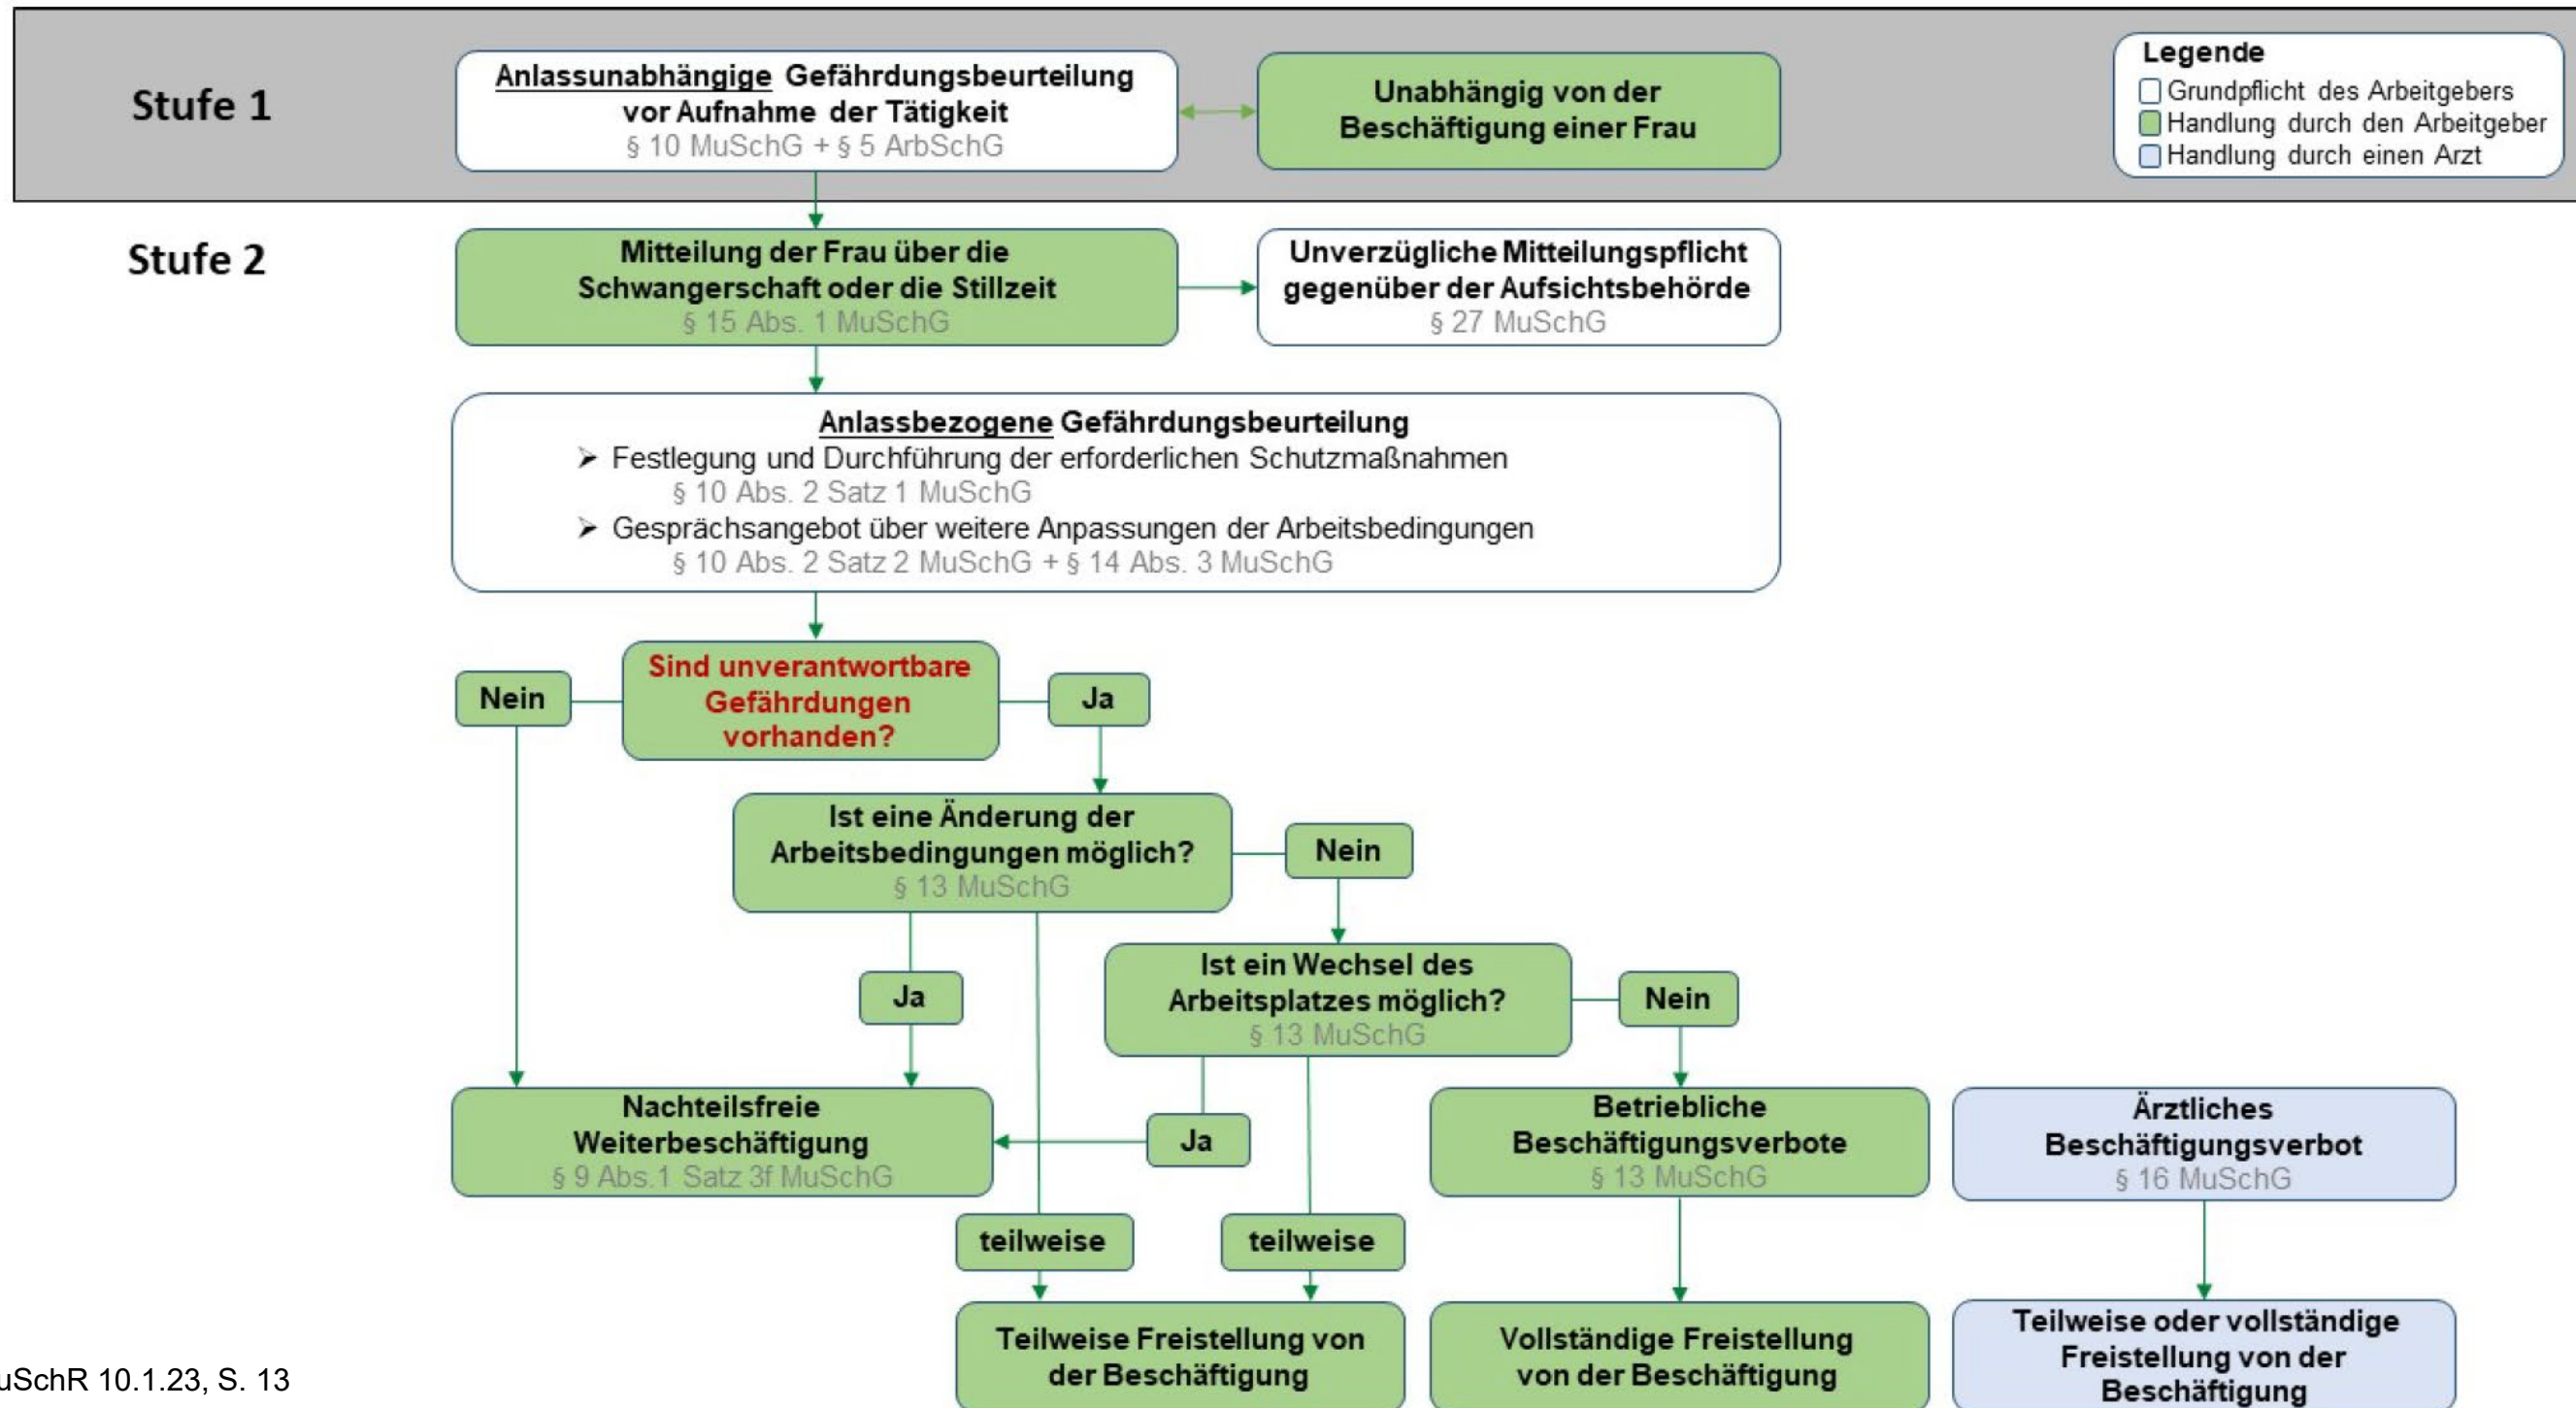 Stufe 1
Anlassunabhängige Gefährdungsbeurteilung
vor Aufnahme der Tätigkeit
§ 10 MuSchG + § 5 ArbSchG
Unabhängig von der
Beschäftigung einer Frau
Legende
Grundpflicht des Arbeitgebers
Handlung durch den Arbeitgeber
Handlung durch einen Arzt
Stufe 2
Mitteilung der Frau über die
Schwangerschaft oder die Stillzeit
§ 15 Abs. 1 MuSchG
Unverzügliche Mitteilungspflicht
gegenüber der Aufsichtsbehörde
§ 27 MuSchG
Anlassbezogene Gefährdungsbeurteilung
➢ Festlegung und Durchführung der erforderlichen Schutzmaßnahmen
§ 10 Abs. 2 Satz 1 MuSchG
➢ Gesprächsangebot über weitere Anpassungen der Arbeitsbedingungen
§ 10 Abs. 2 Satz 2 MuSchG + § 14 Abs. 3 MuSchG
Nein
Sind unverantwortbare
Gefährdungen
vorhanden?
Ja
Ist eine Änderung der
Arbeitsbedingungen möglich?
§ 13 MuSchG
Nein
Ja
Ist ein Wechsel des
Arbeitsplatzes möglich?
§ 13 MuSchG
Nein
Nachteilsfreie
Weiterbeschäftigung
§ 9 Abs.1 Satz 3f MuSchG
Ja
Betriebliche
Beschäftigungsverbote
§ 13 MuSchG
Ärztliches
Beschäftigungsverbot
§ 16 MuSchG
teilweise
teilweise
Teilweise Freistellung von
der Beschäftigung
Vollständige Freistellung
von der Beschäftigung
Teilweise oder vollständige
Freistellung von der
Beschäftigung
uSchR 10.1.23, S. 13